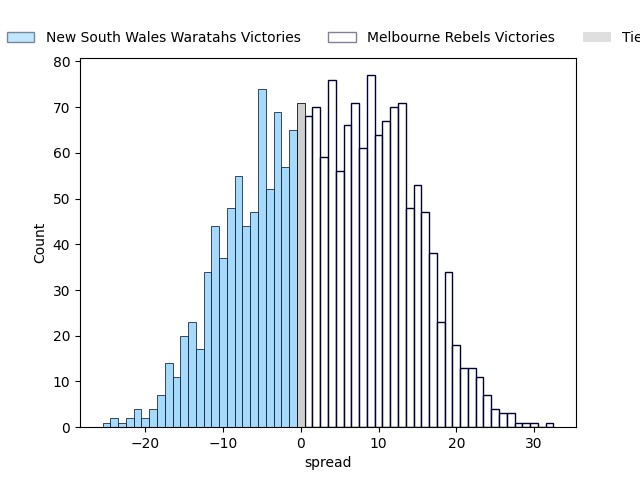 New South Wales Waratahs Victories Melbourne Rebels Victories Tie
80
70
60
50
40
30
20
10
0
Count
−20 −10 0 10 20 30
spread